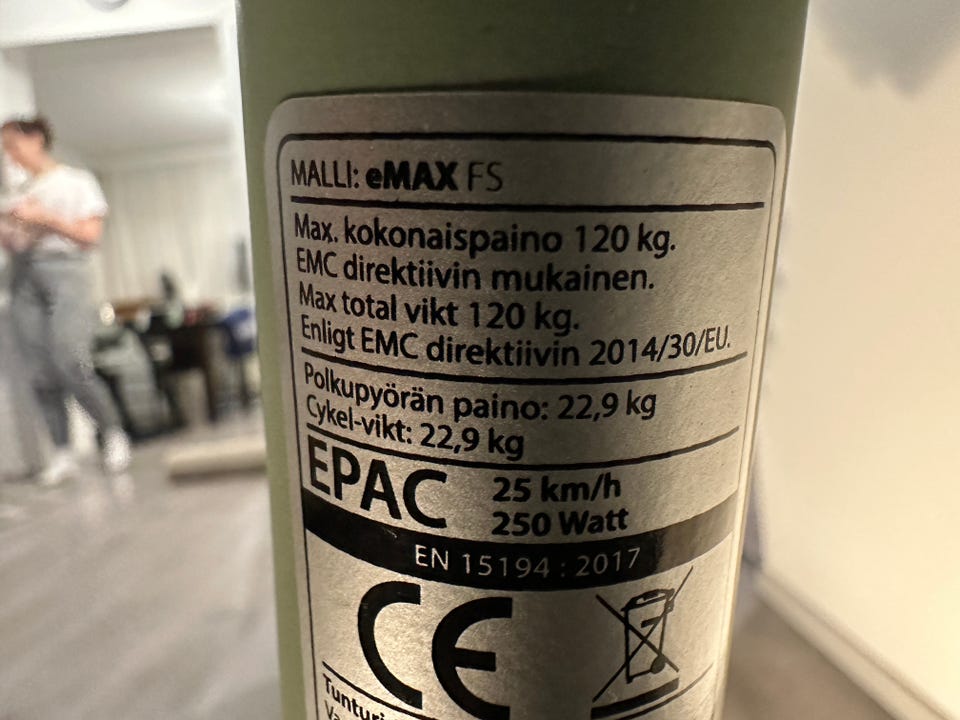 MALLI: eMAX FS
Max. kokonaispaino 120 kg.
EMC direktiivin mukainen.
Max total vikt 120 kg.
Enligt EMC direktiivin 2014/30/EU.
Polkupyörän paino: 22,9 kg
Cykel-vikt: 22,9 kg
EPAC 25 km/h
250 Watt
EN 15194 : 2017
CE
Tunturi